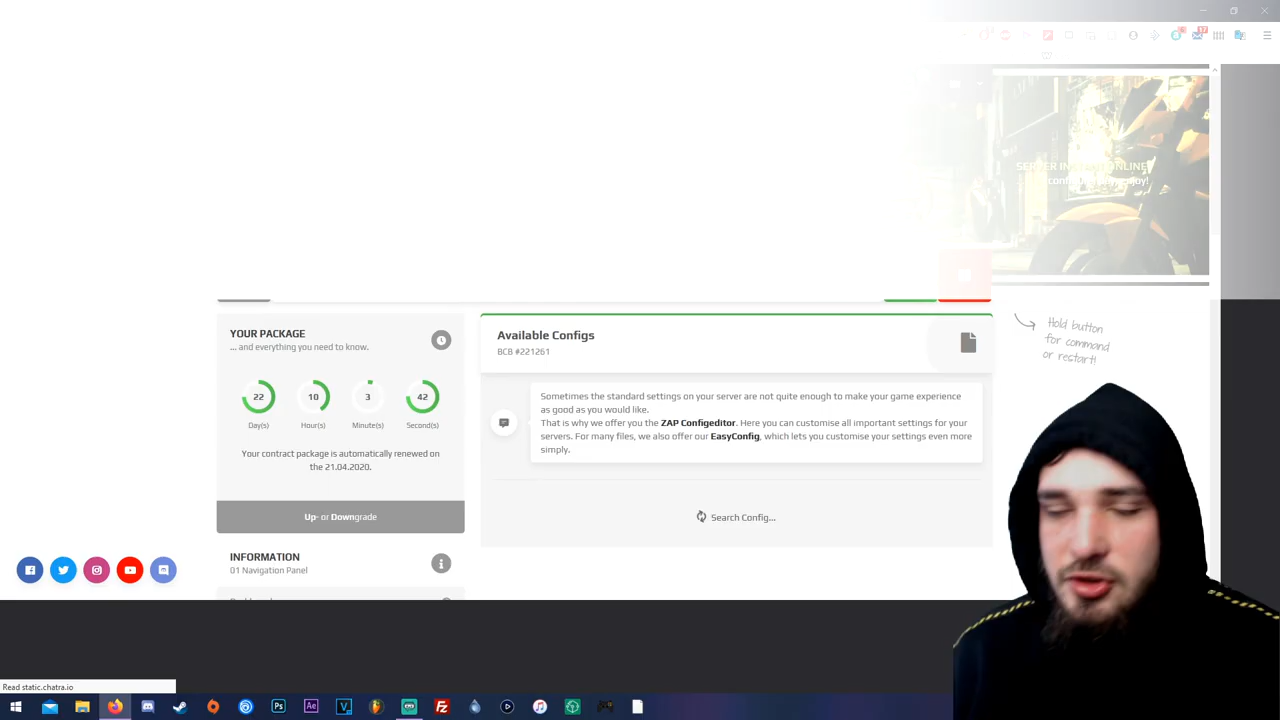 SERVER IN
YOUR PACKAGE
... and everything you need to know.
22
10
3
42
Day(s)
Hour(s)
Minute(s)
Second(s)
Your contract package is automatically renewed on
the 21.04.2020.
Up- or Downgrade
INFORMATION
01 Navigation Panel
Available Configs
BCB #221261
Sometimes the standard settings on your server are not quite enough to make your game experience
as good as you would like.
That is why we offer you the ZAP Configeditor. Here you can customise all important settings for your
servers. For many files, we also offer our EasyConfig, which lets you customise your settings even more
simply.
Search Config...
Hold button
for command
or restart!
Read static.chatra.io